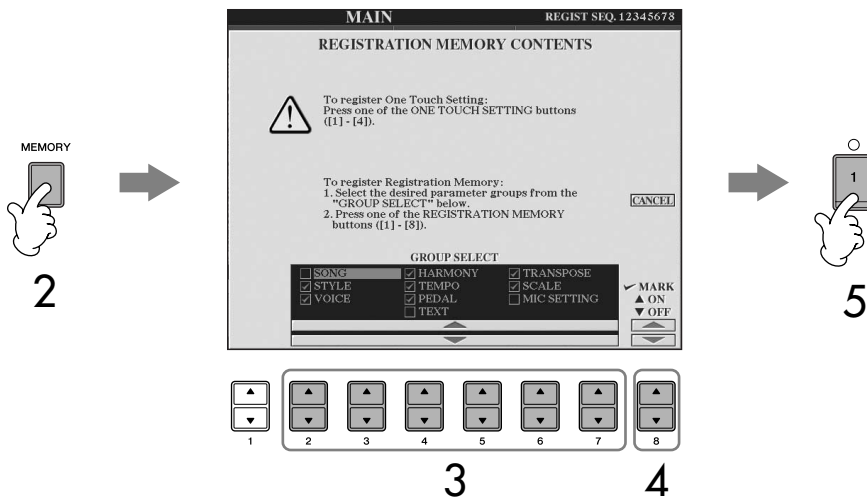 MAIN
REGIST SEQ. 12345678
REGISTRATION MEMORY CONTENTS
To register One Touch Setting:
Press one of the ONE TOUCH SETTING buttons
([1] - [4]).
To register Registration Memory:
1. Select the desired parameter groups from the
"GROUP SELECT" below.
2. Press one of the REGISTRATION MEMORY
buttons ([1] - [8]).
CANCEL
GROUP SELECT
SONG HARMONY TRANSPOSE
STYLE TEMPO SCALE
VOICE PEDAL MIC SETTING
TEXT
MARK
▲ ON
▼ OFF
MEMORY
2
1
5
1 2 3 4 5 6 7 8
3 4